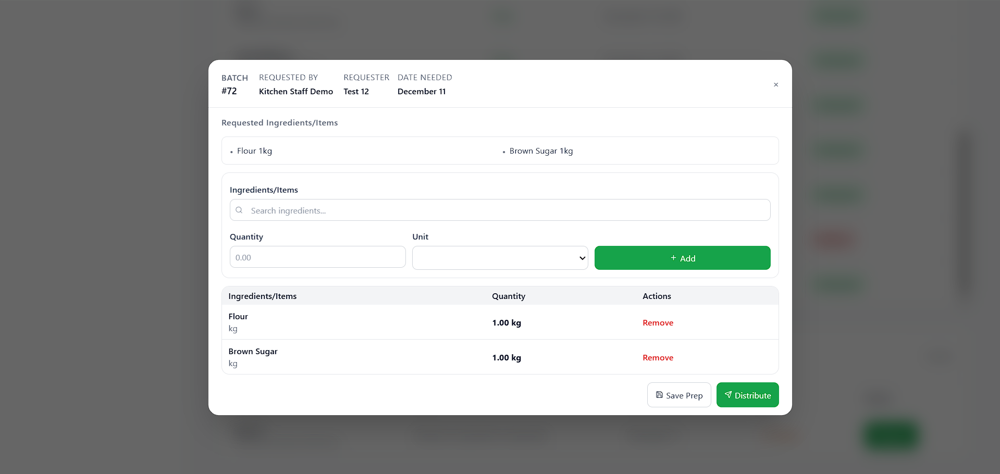 BATCH REQUESTED BY REQUESTER DATE NEEDED
#72 Kitchen Staff Demo Test 12 December 11
×
Requested Ingredients/Items
• Flour 1kg • Brown Sugar 1kg
Ingredients/Items
Search ingredients...
Quantity Unit
0.00 + Add
Ingredients/Items Quantity Actions
Flour
kg 1.00 kg Remove
Brown Sugar
kg 1.00 kg Remove
Save Prep Distribute